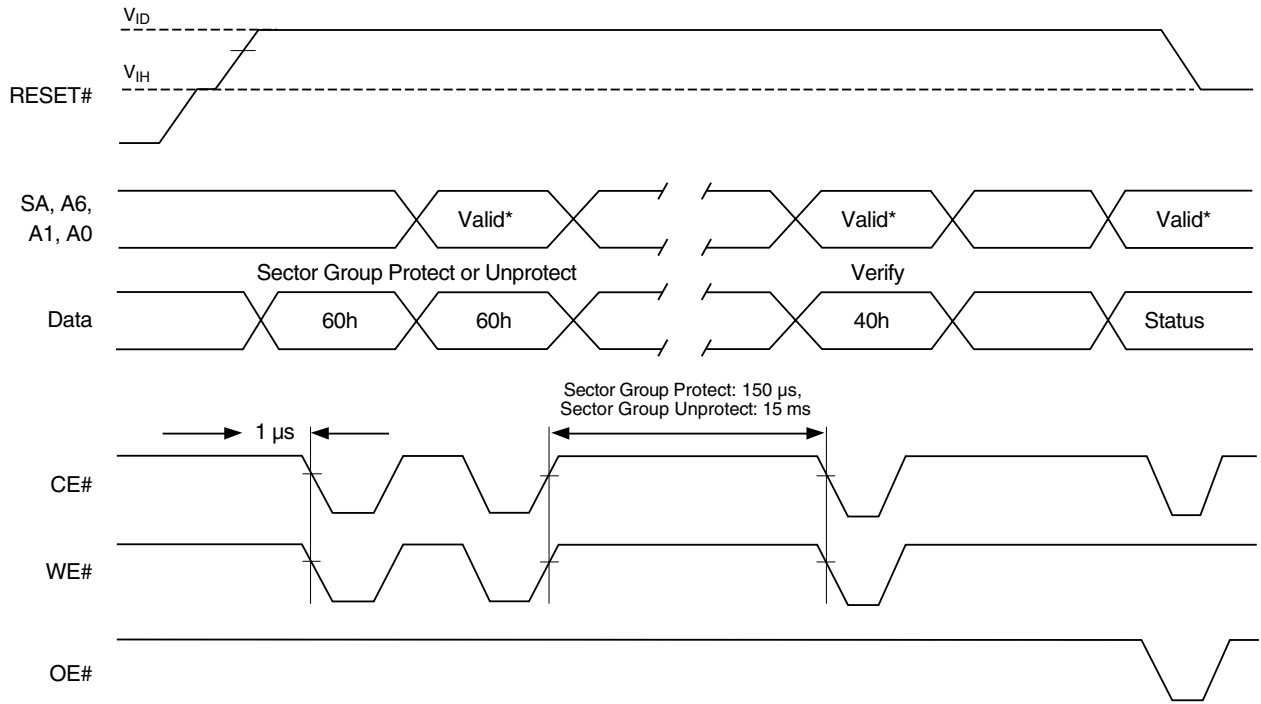 VID
VIH
RESET#
SA, A6,
A1, A0
Valid*
Valid*
Valid*
Sector Group Protect or Unprotect
Verify
Data
60h
60h
40h
Status
Sector Group Protect: 150 µs,
Sector Group Unprotect: 15 ms
1 µs
CE#
WE#
OE#